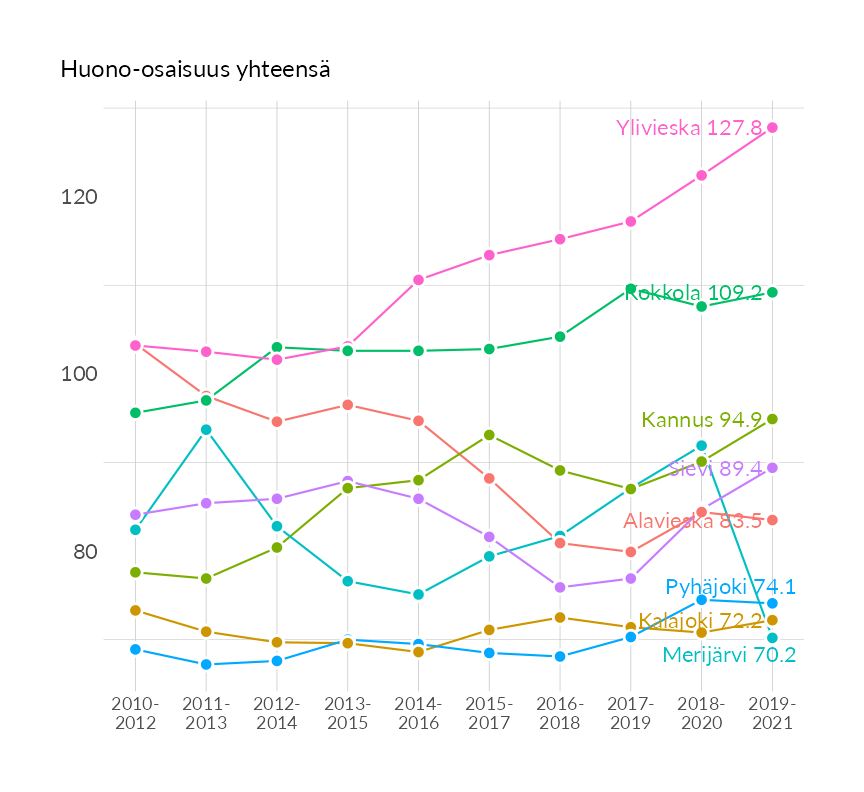 Huono-osaisuus yhteensä
Ylivieska 127.8
120
Kokkola 109.2
100
Kannus 94.9
Sievi 89.4
Alavieska 83.5
80
Pyhäjoki 74.1
Kalajoki 72.2
Merijärvi 70.2
2010- 2011- 2012- 2013- 2014- 2015- 2016- 2017- 2018- 2019-
2012 2013 2014 2015 2016 2017 2018 2019 2020 2021